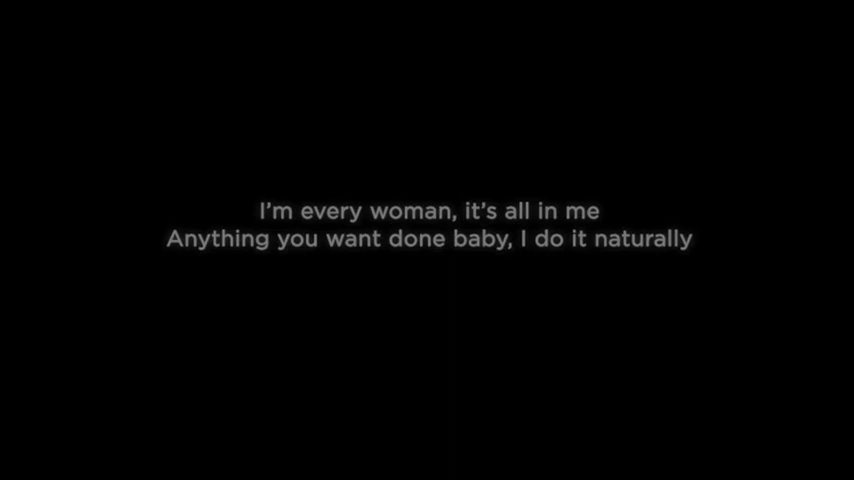 I'm every woman, it's all in me
Anything you want done baby, I do it naturally